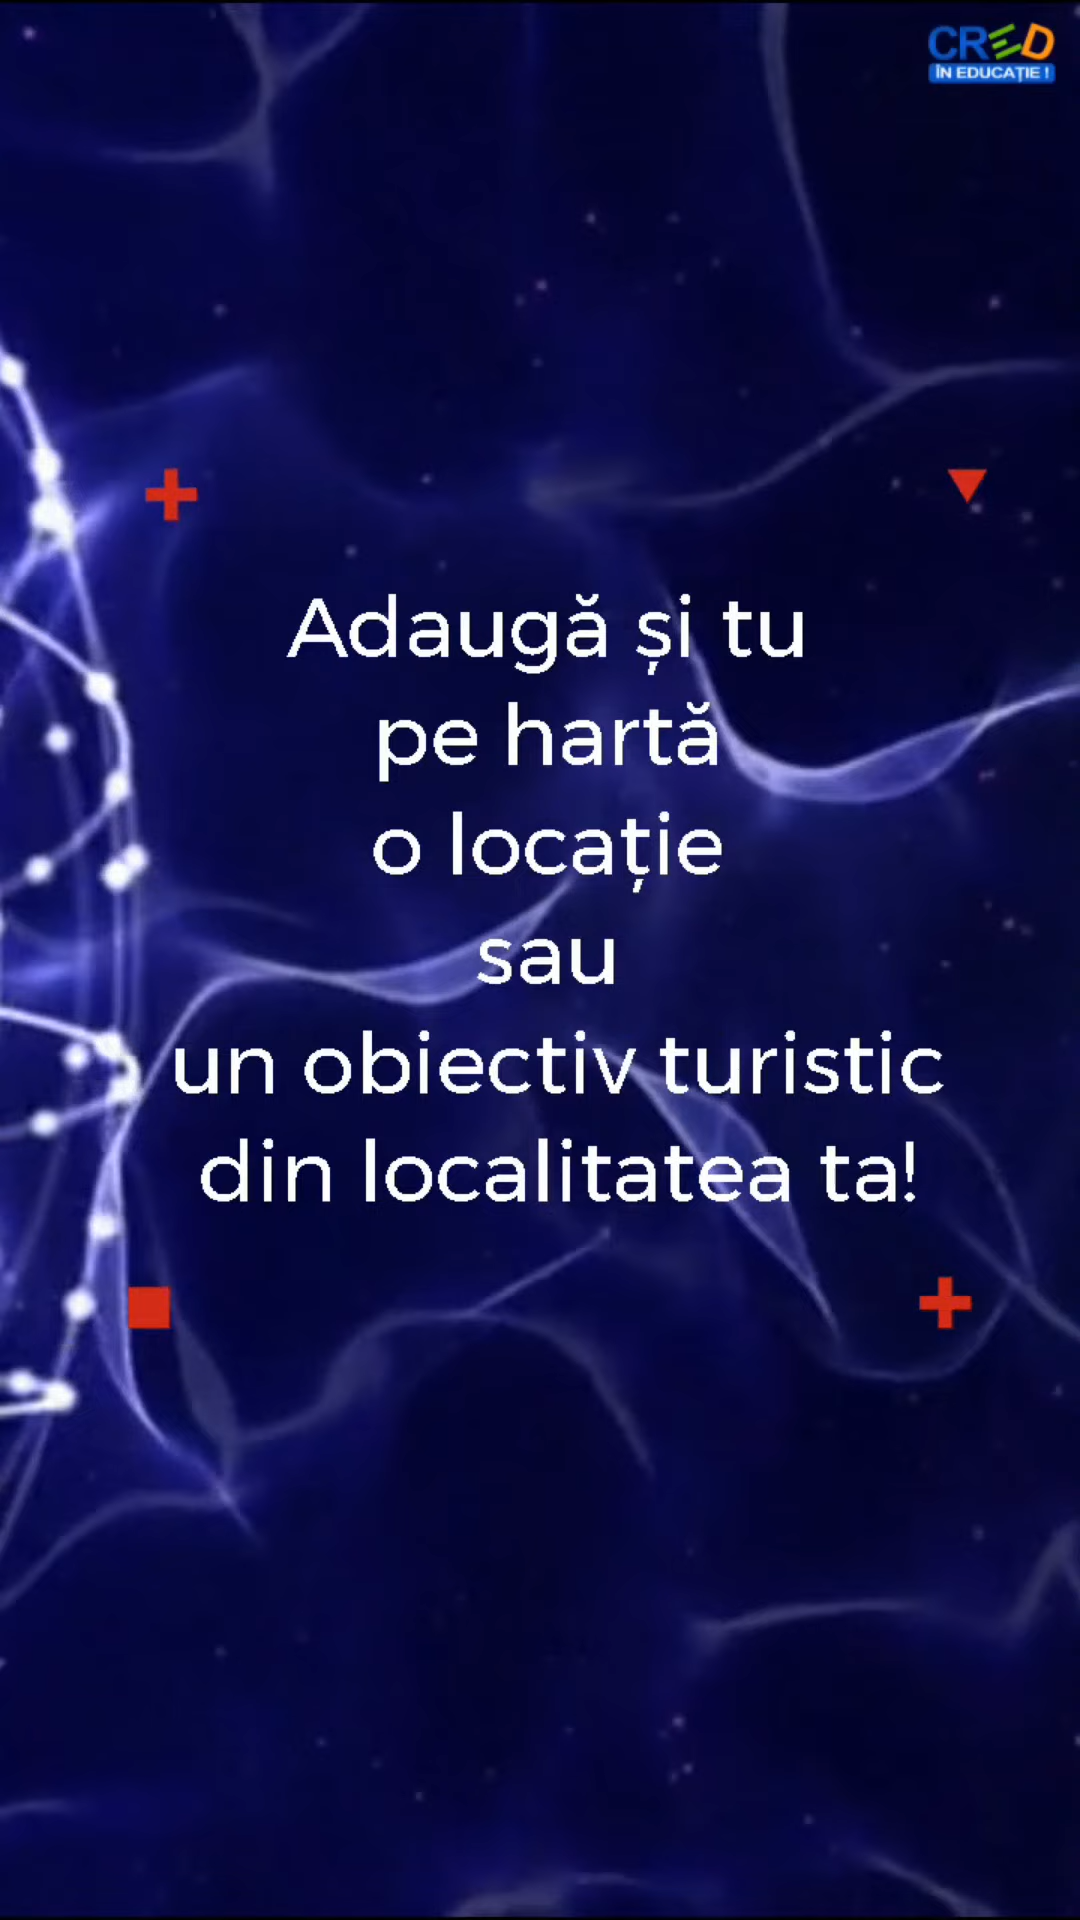 CRED
ÎN EDUCAȚIE !
Adaugă și tu
pe hartă
o locație
sau
un obiectiv turistic
din localitatea ta!